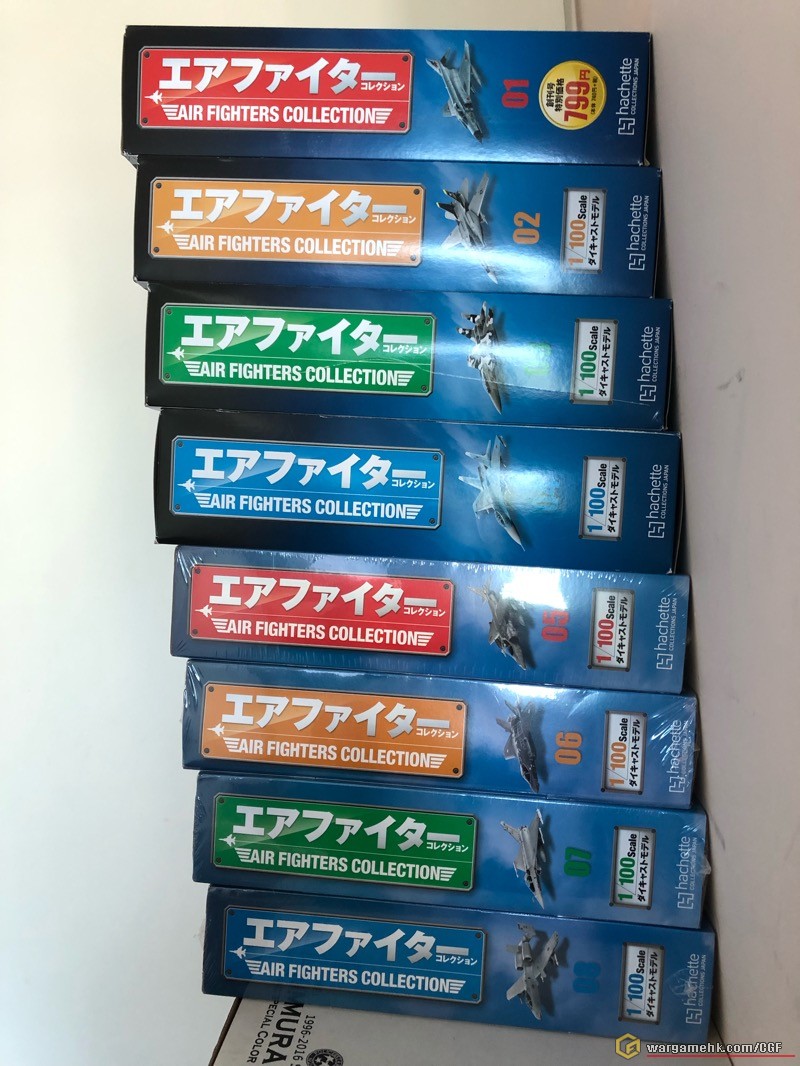 エアファイター
コレクション
AIR FIGHTERS COLLECTION
01
創刊号
特別価格
799円
hachette
COLLECTIONS JAPAN
エアファイター
コレクション
AIR FIGHTERS COLLECTION
02
1/100 Scale
ダイキャストモデル
hachette
COLLECTIONS JAPAN
エアファイター
コレクション
AIR FIGHTERS COLLECTION
03
1/100 Scale
ダイキャストモデル
hachette
COLLECTIONS JAPAN
エアファイター
コレクション
AIR FIGHTERS COLLECTION
1/100 Scale
ダイキャストモデル
hachette
COLLECTIONS JAPAN
エアファイター
コレクション
AIR FIGHTERS COLLECTION
05
1/100 Scale
ダイキャストモデル
hachette
COLLECTIONS JAPAN
エアファイター
コレクション
AIR FIGHTERS COLLECTION
06
1/100 Scale
ダイキャストモデル
hachette
COLLECTIONS JAPAN
エアファイター
コレクション
AIR FIGHTERS COLLECTION
07
1/100 Scale
ダイキャストモデル
hachette
COLLECTIONS JAPAN
エアファイター
コレクション
AIR FIGHTERS COLLECTION
08
1/100 Scale
ダイキャストモデル
hachette
COLLECTIONS JAPAN
1996-2016
MURA
SPECIAL COLOR
wargamehk.com/CGF